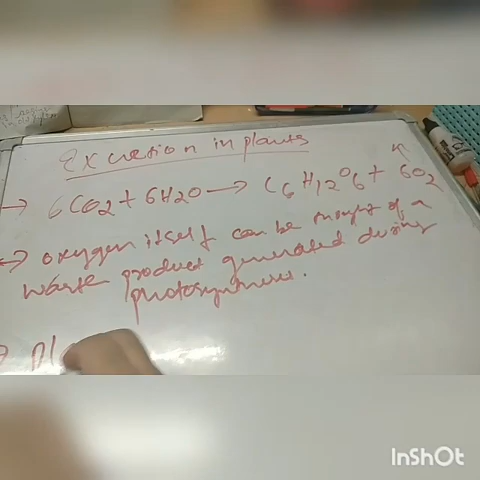 Excretion in plants
→ 6CO2 + 6H2O → C6H12O6 + 6O2
→ oxygen itself can be thought of a
waste product generated during
photosynthesis.
Pl
InShOt